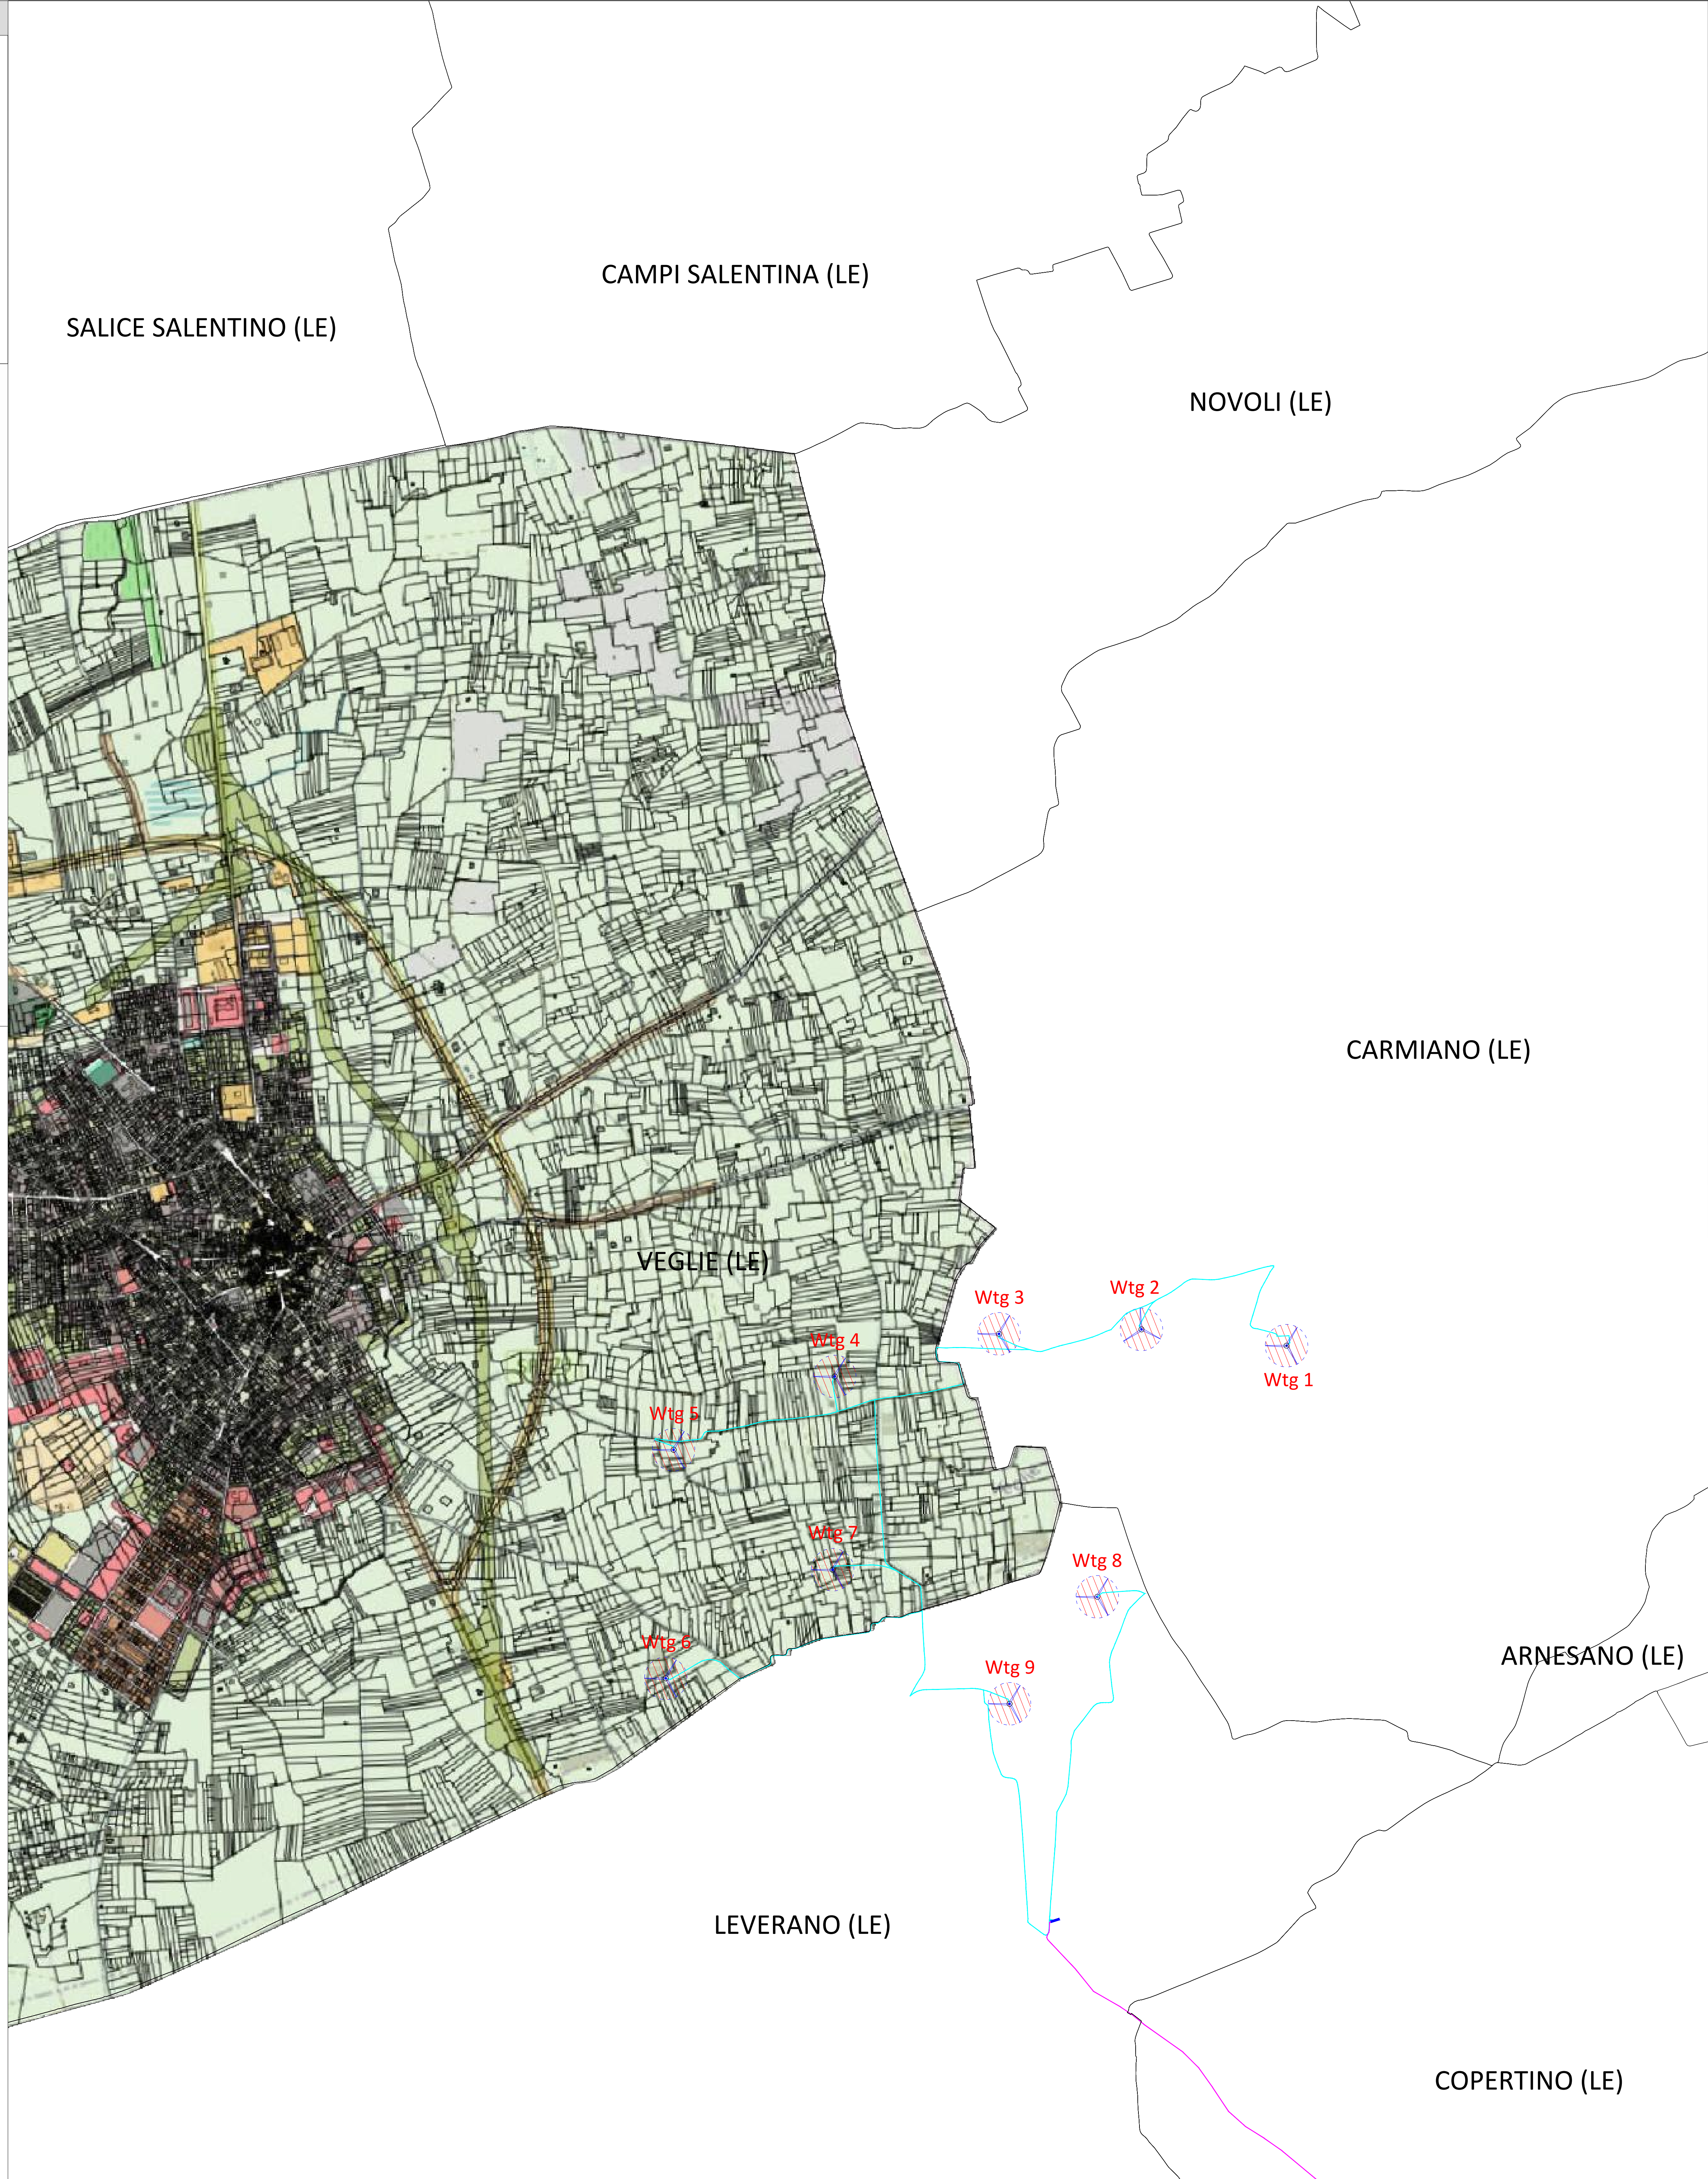 CAMPI SALENTINA (LE)
SALICE SALENTINO (LE)
NOVOLI (LE)
CARMIANO (LE)
VEGLIE (LE)
Wtg 2
Wtg 3
Wtg 4
Wtg 1
Wtg 5
Wtg 7
Wtg 8
Wtg 6
ARNESANO (LE)
Wtg 9
LEVERANO (LE)
COPERTINO (LE)